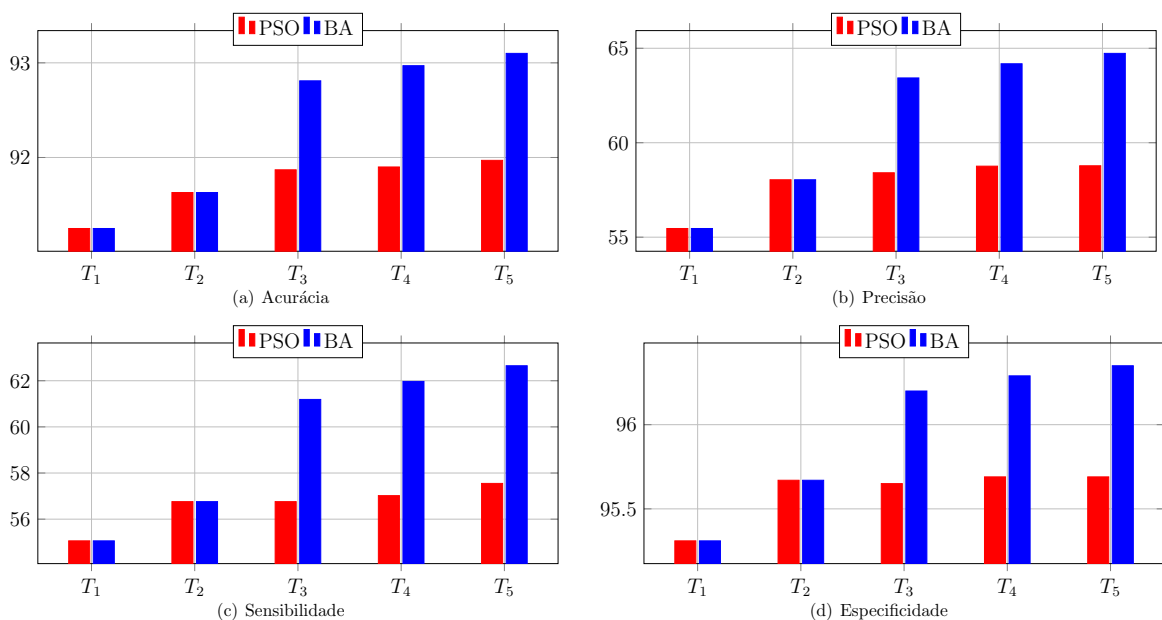 PSO BA
93
92
T1 T2 T3 T4 T5
(a) Acurácia
PSO BA
65
60
55
T1 T2 T3 T4 T5
(b) Precisão
PSO BA
62
60
58
56
T1 T2 T3 T4 T5
(c) Sensibilidade
PSO BA
96
95.5
T1 T2 T3 T4 T5
(d) Especificidade